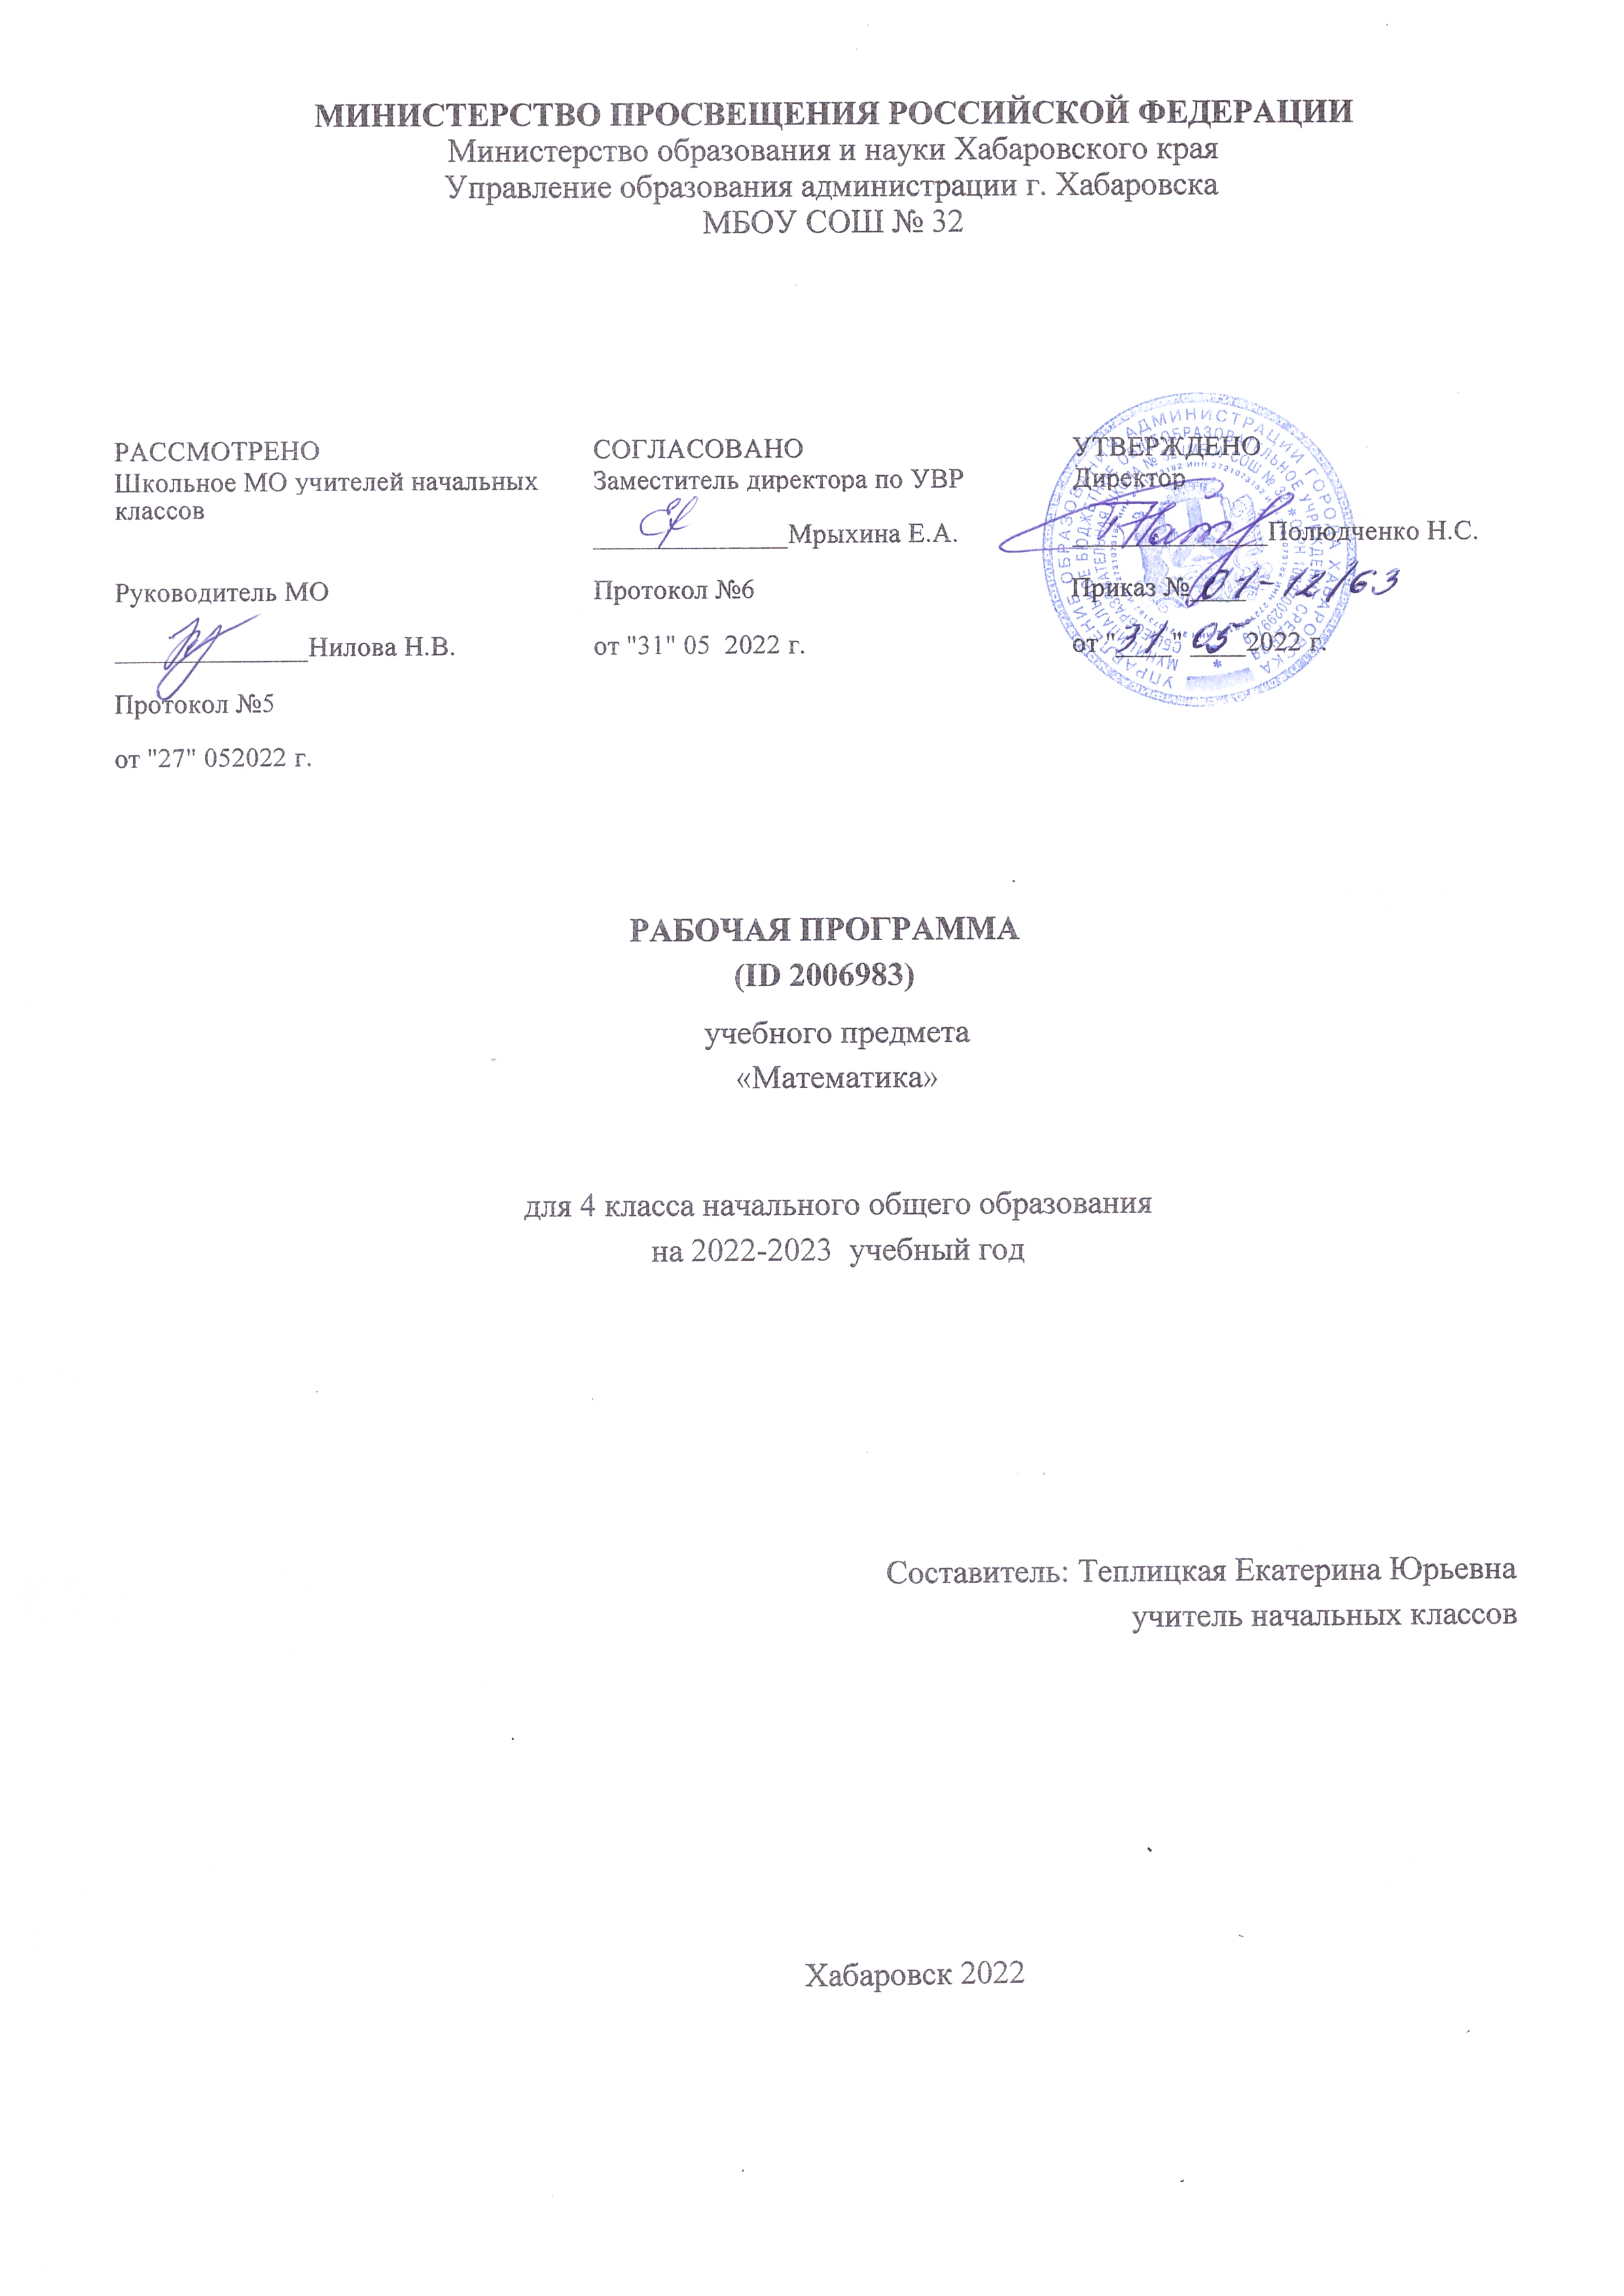 МИНИСТЕРСТВО ПРОСВЕЩЕНИЯ РОССИЙСКОЙ ФЕДЕРАЦИИ
Министерство образования и науки Хабаровского края
Управление образования администрации г. Хабаровска
МБОУ СОШ № 32
РАССМОТРЕНО
Школьное МО учителей начальных
классов
Руководитель МО
______________Нилова Н.В.
Протокол №5
от "27" 052022 г.
СОГЛАСОВАНО
Заместитель директора по УВР
______________Мрыхина Е.А.
Протокол №6
от "31" 05 2022 г.
УТВЕРЖДЕНО
Директор
______________Полюдченко Н.С.
Приказ № 01-12/63
от "31" 05 2022 г.
РАБОЧАЯ ПРОГРАММА
(ID 2006983)
учебного предмета
«Математика»
для 4 класса начального общего образования
на 2022-2023 учебный год
Составитель: Теплицкая Екатерина Юрьевна
учитель начальных классов
Хабаровск 2022